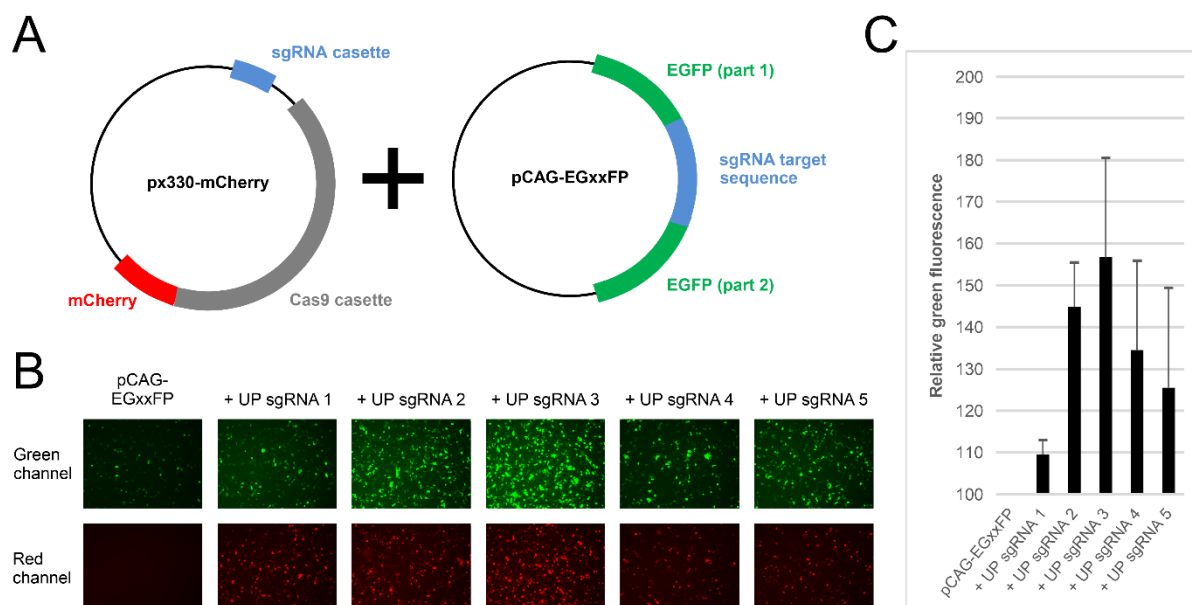 A
sgRNA casette
px330-mCherry
mCherry
Cas9 casette
EGFP (part 1)
pCAG-EGxxFP
sgRNA target
sequence
EGFP (part 2)
B
pCAG-
EGxxFP
+ UP sgRNA 1
+ UP sgRNA 2
+ UP sgRNA 3
+ UP sgRNA 4
+ UP sgRNA 5
Green
channel
Red
channel
C
Relative green fluorescence
200
190
180
170
160
150
140
130
120
110
100
pCAG-EGxxFP
+ UP sgRNA 1
+ UP sgRNA 2
+ UP sgRNA 3
+ UP sgRNA 4
+ UP sgRNA 5